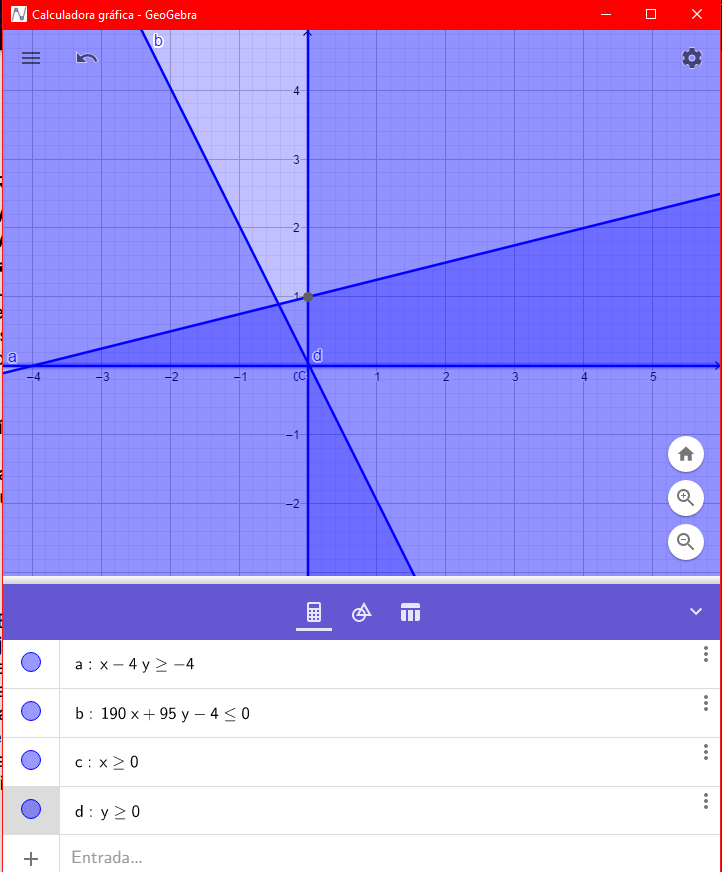 Calculadora gráfica - GeoGebra
b
4
3
2
1
a
d
−4 −3 −2 −1 0 C 1 2 3 4 5
−1
−2
a : x − 4 y ≥ −4
b : 190 x + 95 y − 4 ≤ 0
c : x ≥ 0
d : y ≥ 0
Entrada...